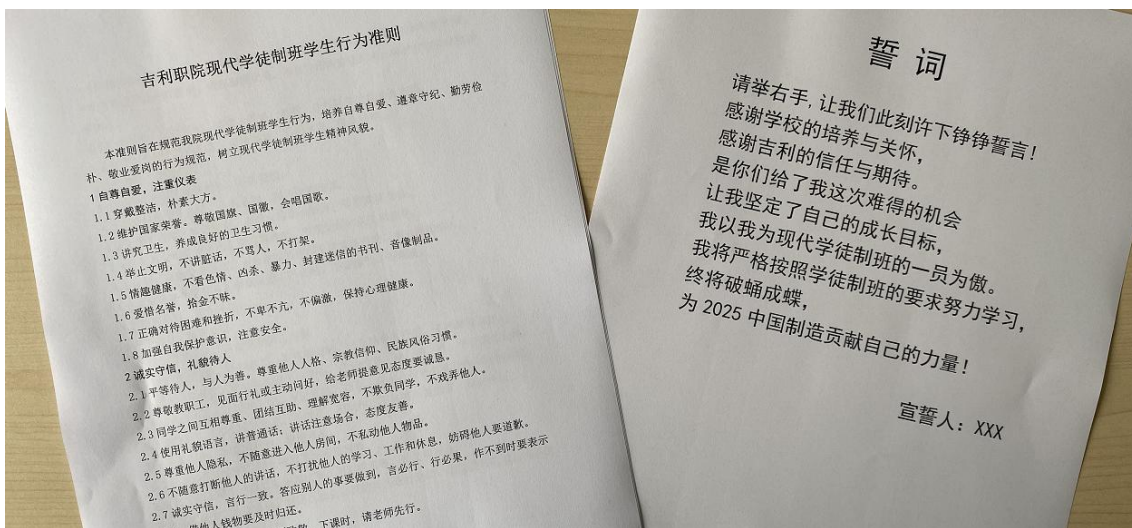 吉利职院现代学徒制班学生行为准则
本准则旨在规范我院现代学徒制班学生行为，培养自尊自爱、遵章守纪、勤劳俭
朴、敬业爱岗的行为规范，树立现代学徒制班学生精神风貌。
1 自尊自爱，注重仪表
1.1 穿戴整洁，朴素大方。
1.2 维护国家荣誉。尊敬国旗、国徽，会唱国歌。
1.3 讲究卫生，养成良好的卫生习惯。
1.4 举止文明，不讲脏话，不骂人，不打架。
1.5 情趣健康，不看色情、凶杀、暴力、封建迷信的书刊、音像制品。
1.6 爱惜名誉，拾金不昧。
1.7 正确对待困难和挫折，不卑不亢，不偏激，保持心理健康。
1.8 加强自我保护意识，注意安全。
2 诚实守信，礼貌待人
2.1 平等待人，与人为善。尊重他人人格、宗教信仰、民族风俗习惯。
2.2 尊敬教职工，见面行礼或主动问好，给老师提意见态度要诚恳。
2.3 同学之间互相尊重、团结互助、理解宽容，不欺负同学，不戏弄他人。
2.4 使用礼貌语言，讲普通话；讲话注意场合，态度友善。
2.5 尊重他人隐私，不随意进入他人房间，不私动他人物品。
2.6 不随意打断他人的讲话，不打扰他人的学习、工作和休息，妨碍他人要道歉。
2.7 诚实守信，言行一致。答应别人的事要做到，言必行、行必果，作不到时要表示
借他人钱物要及时归还。
下课时，请老师先行。
誓 词
请举右手，让我们此刻许下铮铮誓言！
感谢学校的培养与关怀，
感谢吉利的信任与期待。
是你们给了我这次难得的机会
让我坚定了自己的成长目标，
我以我为现代学徒制班的一员为傲。
我将严格按照学徒制班的要求努力学习，
终将破蛹成蝶，
为 2025 中国制造贡献自己的力量！
宣誓人：XXX